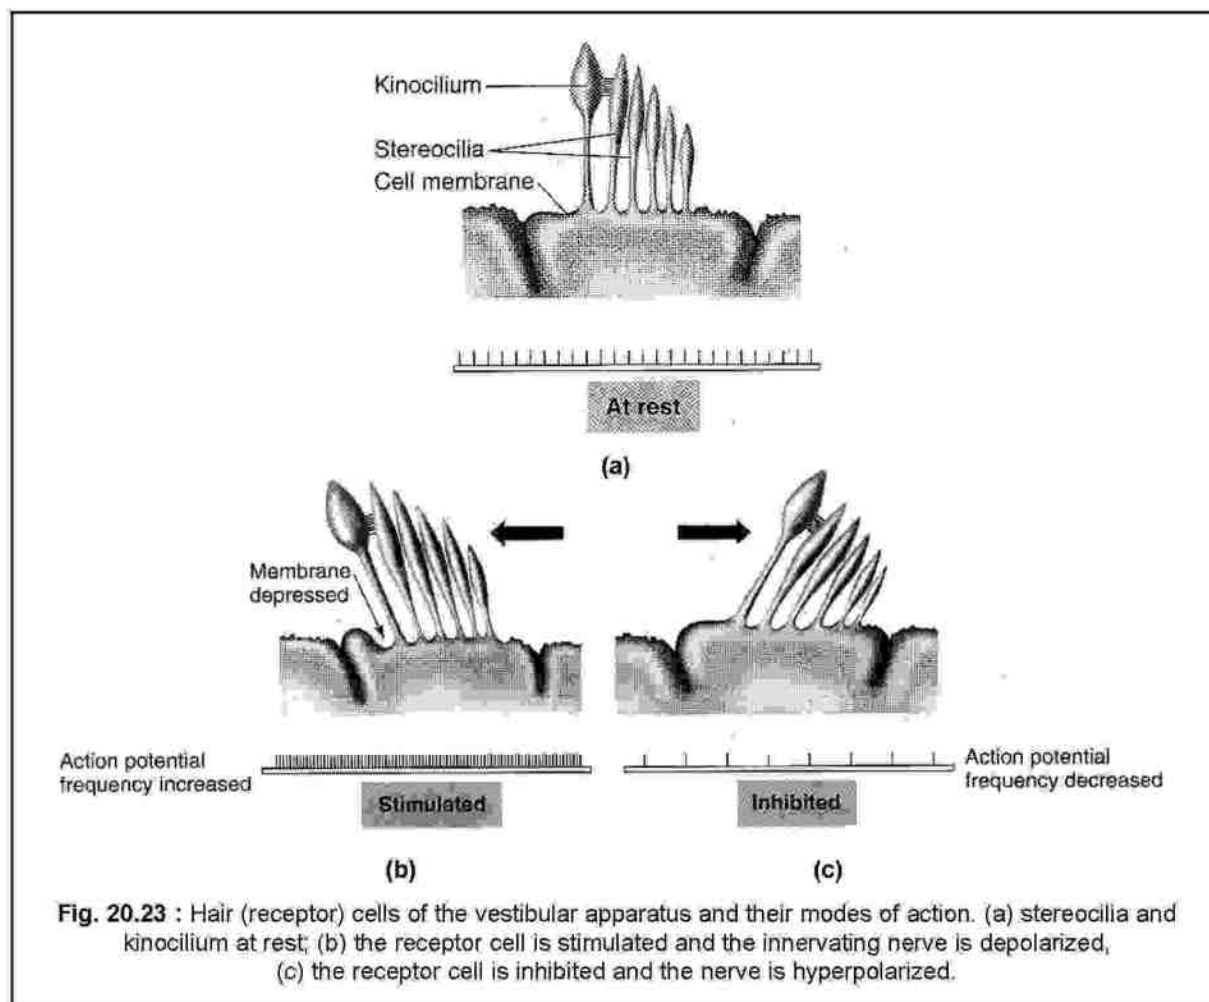 Kinocilium
Stereocilia
Cell membrane
At rest
(a)
Membrane
depressed
Action potential
frequency increased
Stimulated
Inhibited
Action potential
frequency decreased
(b)
(c)
Fig. 20.23 : Hair (receptor) cells of the vestibular apparatus and their modes of action. (a) stereocilia and
kinocilium at rest; (b) the receptor cell is stimulated and the innervating nerve is depolarized,
(c) the receptor cell is inhibited and the nerve is hyperpolarized.